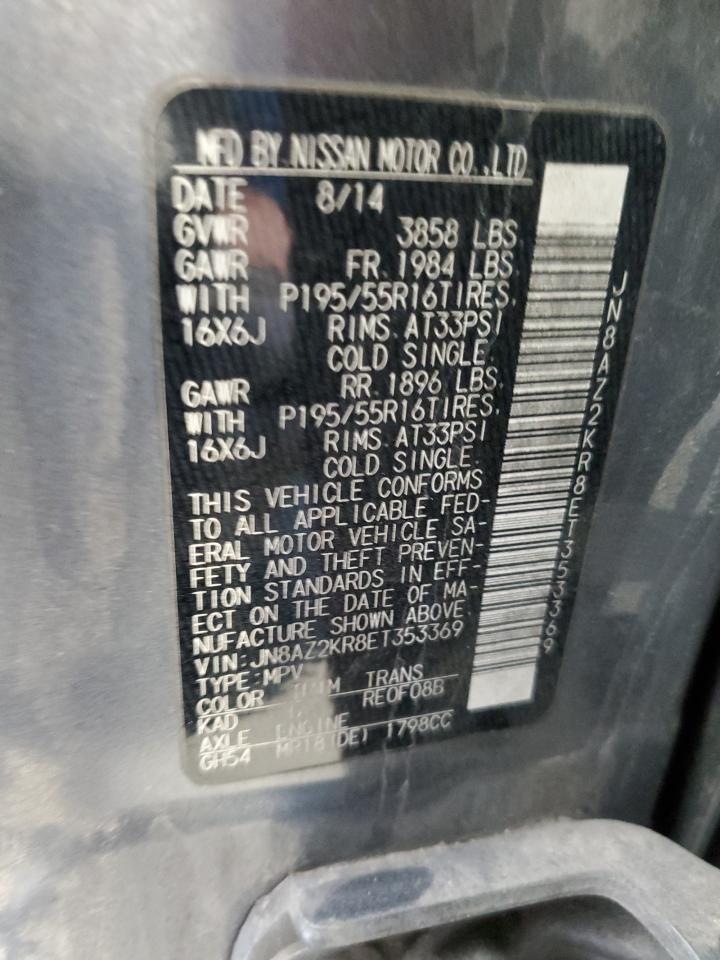 MFD BY NISSAN MOTOR CO.,LTD
DATE 8/14
GVWR 3858 LBS.
GAWR FR. 1984 LBS.
WITH P195/55R16TIRES,
16X6J RIMS. AT33PSI
COLD SINGLE.
GAWR RR. 1896 LBS.
WITH P195/55R16TIRES,
16X6J RIMS. AT33PSI
COLD SINGLE.
THIS VEHICLE CONFORMS
TO ALL APPLICABLE FED-
ERAL MOTOR VEHICLE SA-
FETY AND THEFT PREVEN-
TION STANDARDS IN EFF-
ECT ON THE DATE OF MA-
NUFACTURE SHOWN ABOVE.
VIN:JN8AZ2KR8ET353369
TYPE:MPV
COLOR TRIM TRANS
KAD RE0F08B
AXLE ENGINE
GH54 MR18(DE) 1798CC
JN8AZ2KR8ET353369